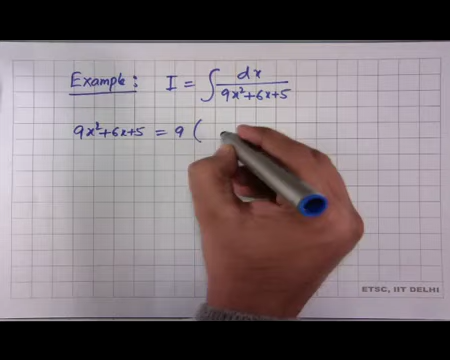 Example: I = ∫ dx / 9x²+6x+5
9x²+6x+5 = 9 (
ETSC, IIT DELHI